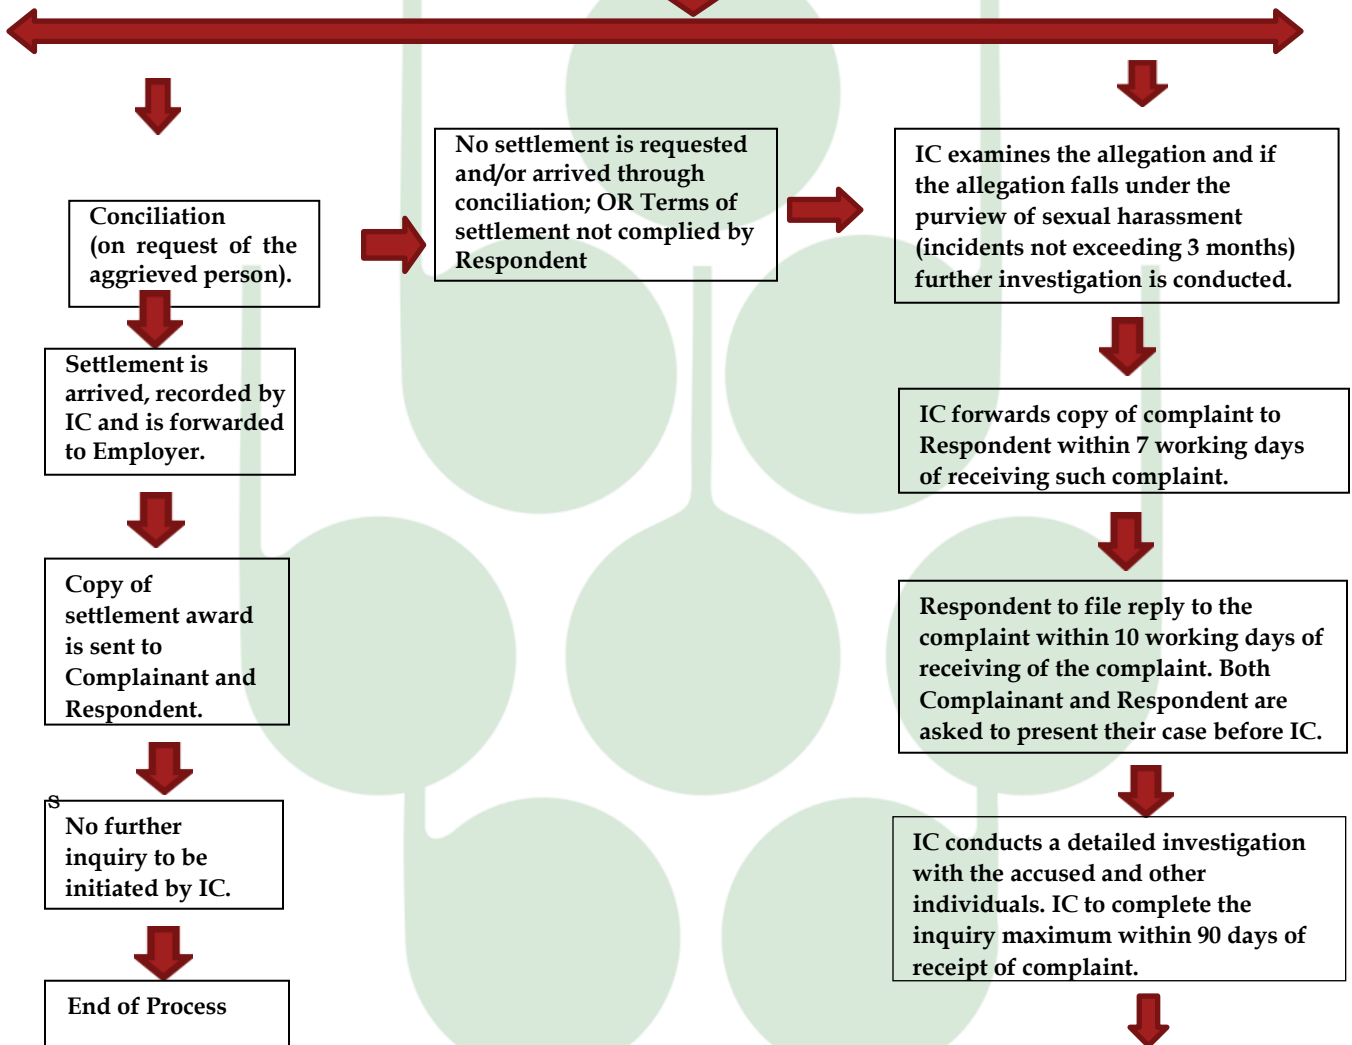 Conciliation
(on request of the
aggrieved person).
Settlement is
arrived, recorded by
IC and is forwarded
to Employer.
Copy of
settlement award
is sent to
Complainant and
Respondent.
s
No further
inquiry to be
initiated by IC.
End of Process
No settlement is requested
and/or arrived through
conciliation; OR Terms of
settlement not complied by
Respondent
IC examines the allegation and if
the allegation falls under the
purview of sexual harassment
(incidents not exceeding 3 months)
further investigation is conducted.
IC forwards copy of complaint to
Respondent within 7 working days
of receiving such complaint.
Respondent to file reply to the
complaint within 10 working days of
receiving of the complaint. Both
Complainant and Respondent are
asked to present their case before IC.
IC conducts a detailed investigation
with the accused and other
individuals. IC to complete the
inquiry maximum within 90 days of
receipt of complaint.